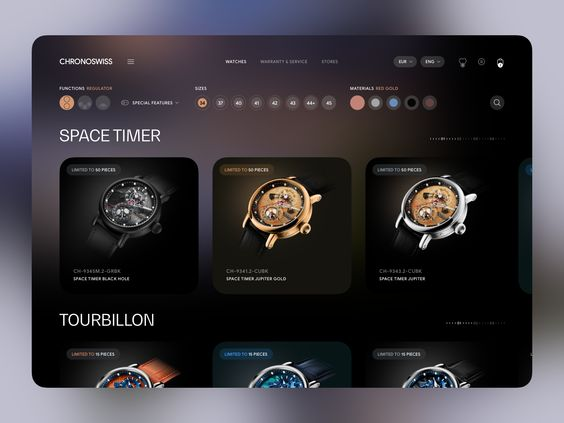 CHRONOSWISS
WATCHES WARRANTY & SERVICE STORES
EUR ENG
FUNCTIONS REGULATOR
SPECIAL FEATURES
SIZES
34 37 40 41 42 43 44+ 45
MATERIALS RED GOLD
SPACE TIMER
LIMITED TO 50 PIECES
CH-9345M.2-GRBK
SPACE TIMER BLACK HOLE
LIMITED TO 50 PIECES
CH-9341.2-CUBK
SPACE TIMER JUPITER GOLD
LIMITED TO 50 PIECES
CH-9343.2-CUBK
SPACE TIMER JUPITER
TOURBILLON
LIMITED TO 15 PIECES
LIMITED TO 15 PIECES
LIMITED TO 15 PIECES